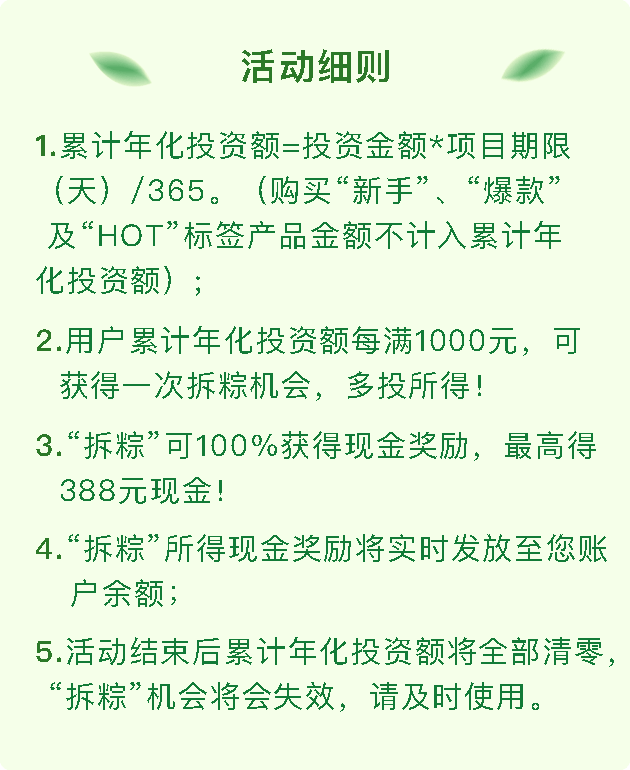 活动细则
1.累计年化投资额=投资金额*项目期限
（天）/365。（购买“新手”、“爆款”
及“HOT”标签产品金额不计入累计年
化投资额）；
2.用户累计年化投资额每满1000元，可
获得一次拆粽机会，多投所得！
3.“拆粽”可100%获得现金奖励，最高得
388元现金！
4.“拆粽”所得现金奖励将实时发放至您账
户余额；
5.活动结束后累计年化投资额将全部清零，
“拆粽”机会将会失效，请及时使用。